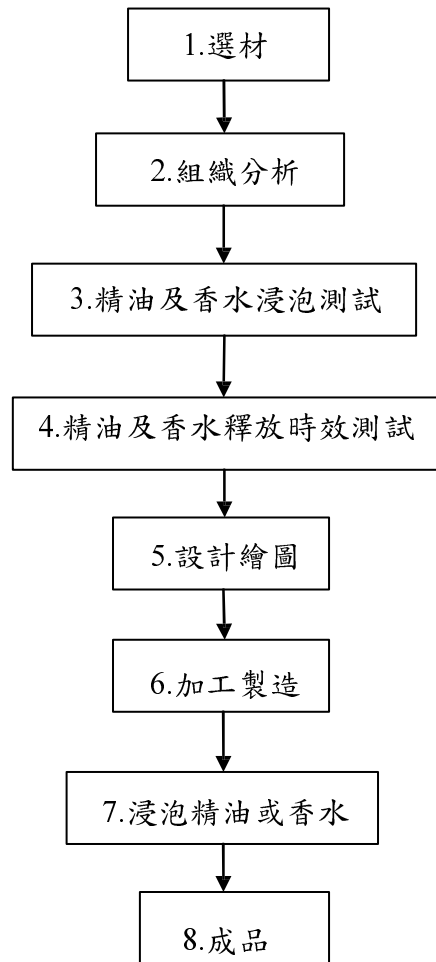 1.選材
2.組織分析
3.精油及香水浸泡測試
4.精油及香水釋放時效測試
5.設計繪圖
6.加工製造
7.浸泡精油或香水
8.成品